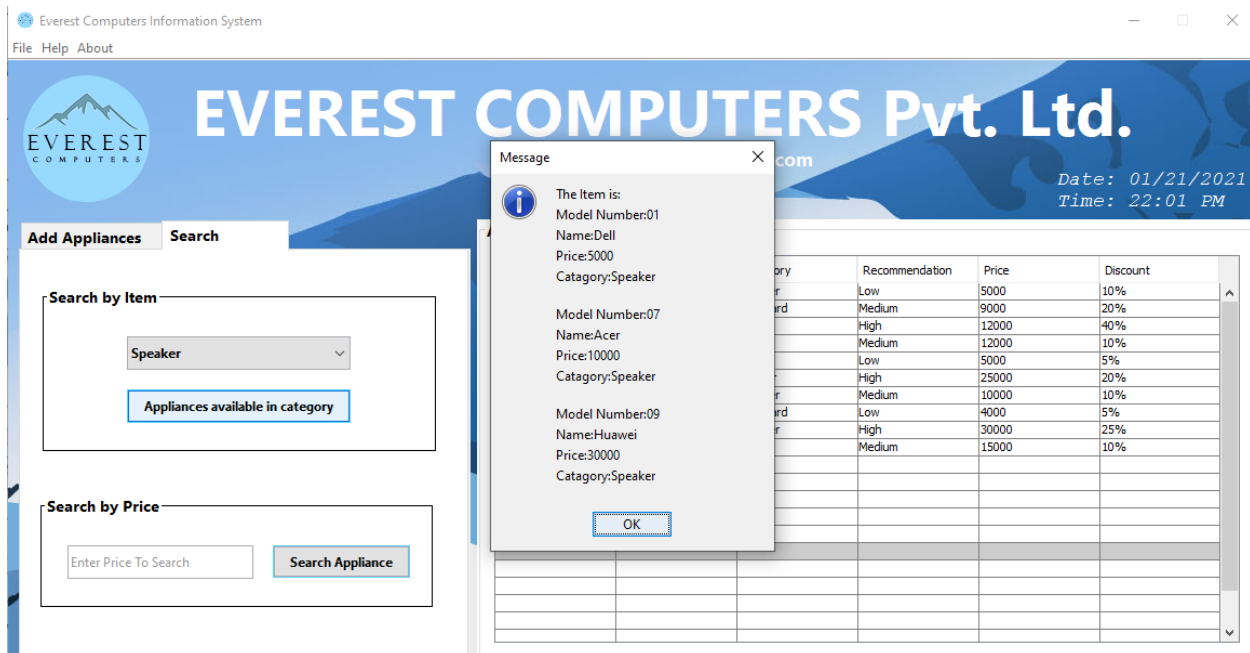 Everest Computers Information System
File Help About
EVEREST
COMPUTERS
EVEREST COMPUTERS Pvt. Ltd.
com
Date: 01/21/2021
Time: 22:01 PM
Add Appliances Search
Search by Item
Speaker
Appliances available in category
Search by Price
Enter Price To Search Search Appliance
Message
The Item is:
Model Number:01
Name:Dell
Price:5000
Catagory:Speaker
Model Number:07
Name:Acer
Price:10000
Catagory:Speaker
Model Number:09
Name:Huawei
Price:30000
Catagory:Speaker
OK
ory Recommendation Price Discount
r Low 5000 10%
rd Medium 9000 20%
High 12000 40%
Medium 12000 10%
Low 5000 5%
r High 25000 20%
r Medium 10000 10%
rd Low 4000 5%
r High 30000 25%
Medium 15000 10%